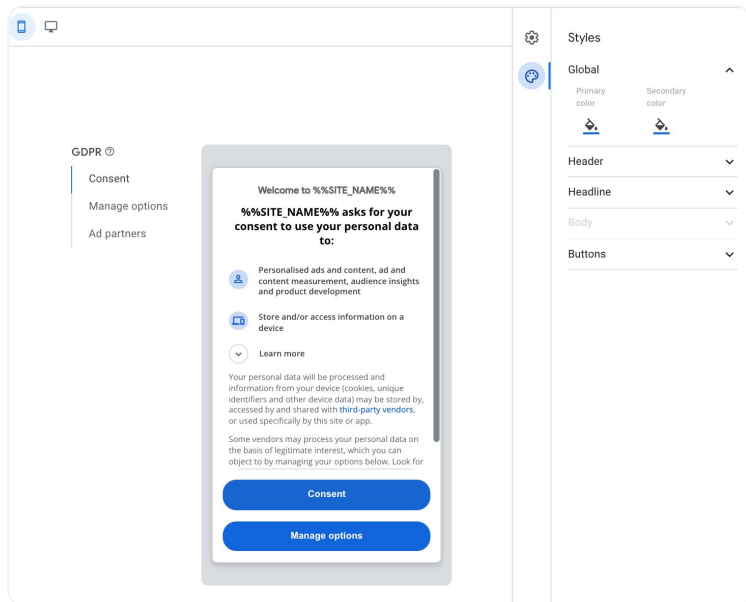 GDPR
Consent
Manage options
Ad partners
Welcome to %%SITE_NAME%%
%%SITE_NAME%% asks for your
consent to use your personal data
to:
Personalised ads and content, ad and
content measurement, audience insights
and product development
Store and/or access information on a
device
Learn more
Your personal data will be processed and
information from your device (cookies, unique
identifiers and other device data) may be stored by,
accessed by and shared with third-party vendors,
or used specifically by this site or app.
Some vendors may process your personal data on
the basis of legitimate interest, which you can
object to by managing your options below. Look for
Consent
Manage options
Styles
Global
Primary
color
Secondary
color
Header
Headline
Body
Buttons